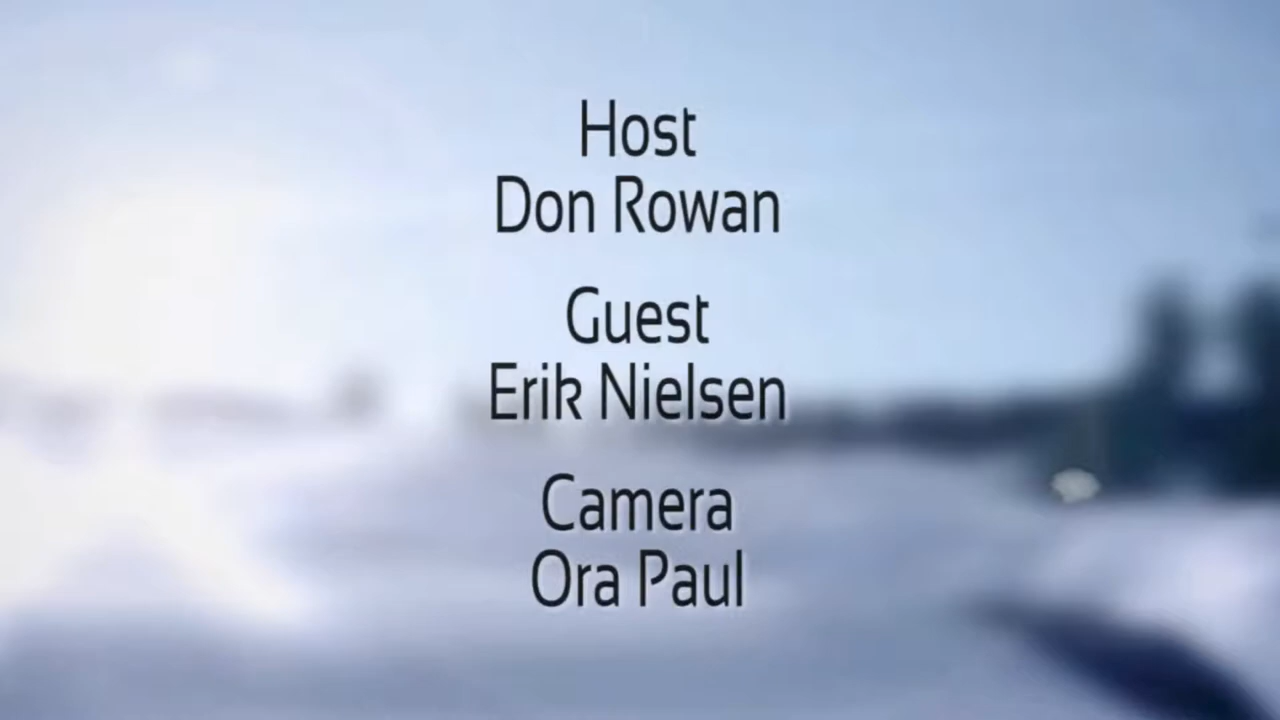 Host
Don Rowan
Guest
Erik Nielsen
Camera
Ora Paul